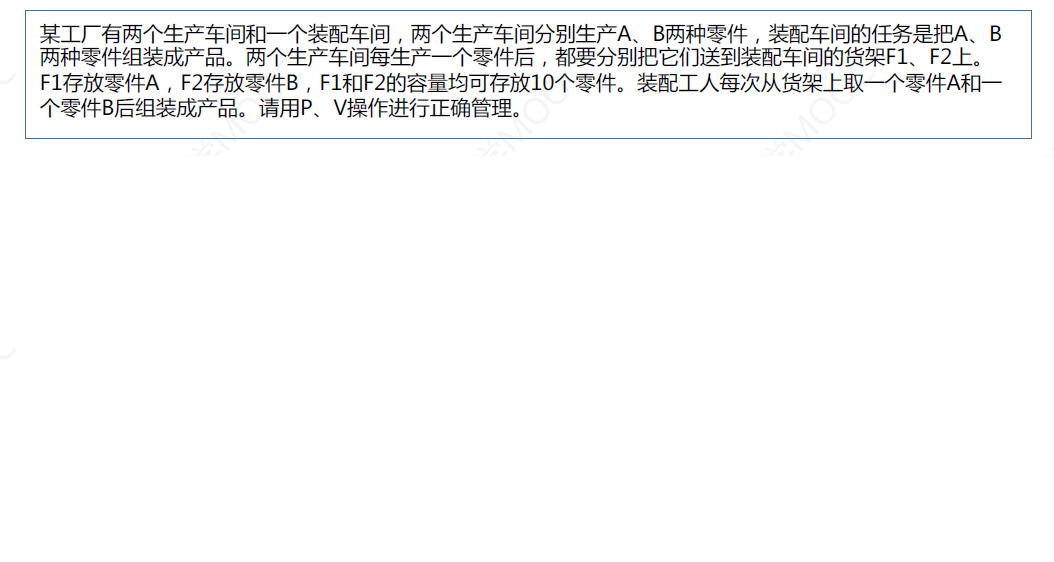 某工厂有两个生产车间和一个装配车间，两个生产车间分别生产A、B两种零件，装配车间的任务是把A、B
两种零件组装成产品。两个生产车间每生产一个零件后，都要分别把它们送到装配车间的货架F1、F2上。
F1存放零件A，F2存放零件B，F1和F2的容量均可存放10个零件。装配工人每次从货架上取一个零件A和一
个零件B后组装成产品。请用P、V操作进行正确管理。